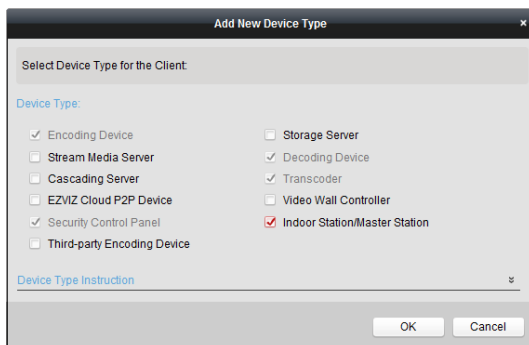 Add New Device Type
Select Device Type for the Client:
Device Type:
Encoding Device
Storage Server
Stream Media Server
Decoding Device
Cascading Server
Transcoder
EZVIZ Cloud P2P Device
Video Wall Controller
Security Control Panel
Indoor Station/Master Station
Third-party Encoding Device
Device Type Instruction
OK
Cancel